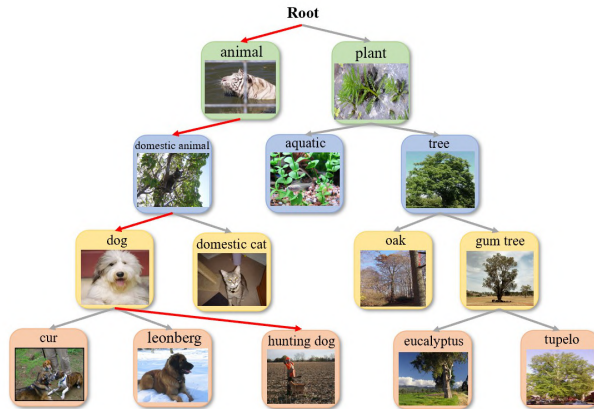 Root
animal
plant
domestic animal
aquatic
tree
dog
domestic cat
oak
gum tree
cur
leonberg
hunting dog
eucalyptus
tupelo